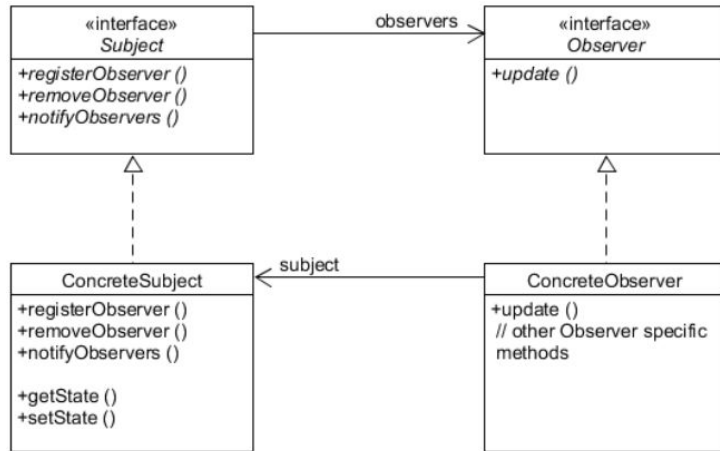 «interface»
Subject
+registerObserver ()
+removeObserver ()
+notifyObservers ()
observers
«interface»
Observer
+update ()
ConcreteSubject
+registerObserver ()
+removeObserver ()
+notifyObservers ()
+getState ()
+setState ()
subject
ConcreteObserver
+update ()
// other Observer specific
methods